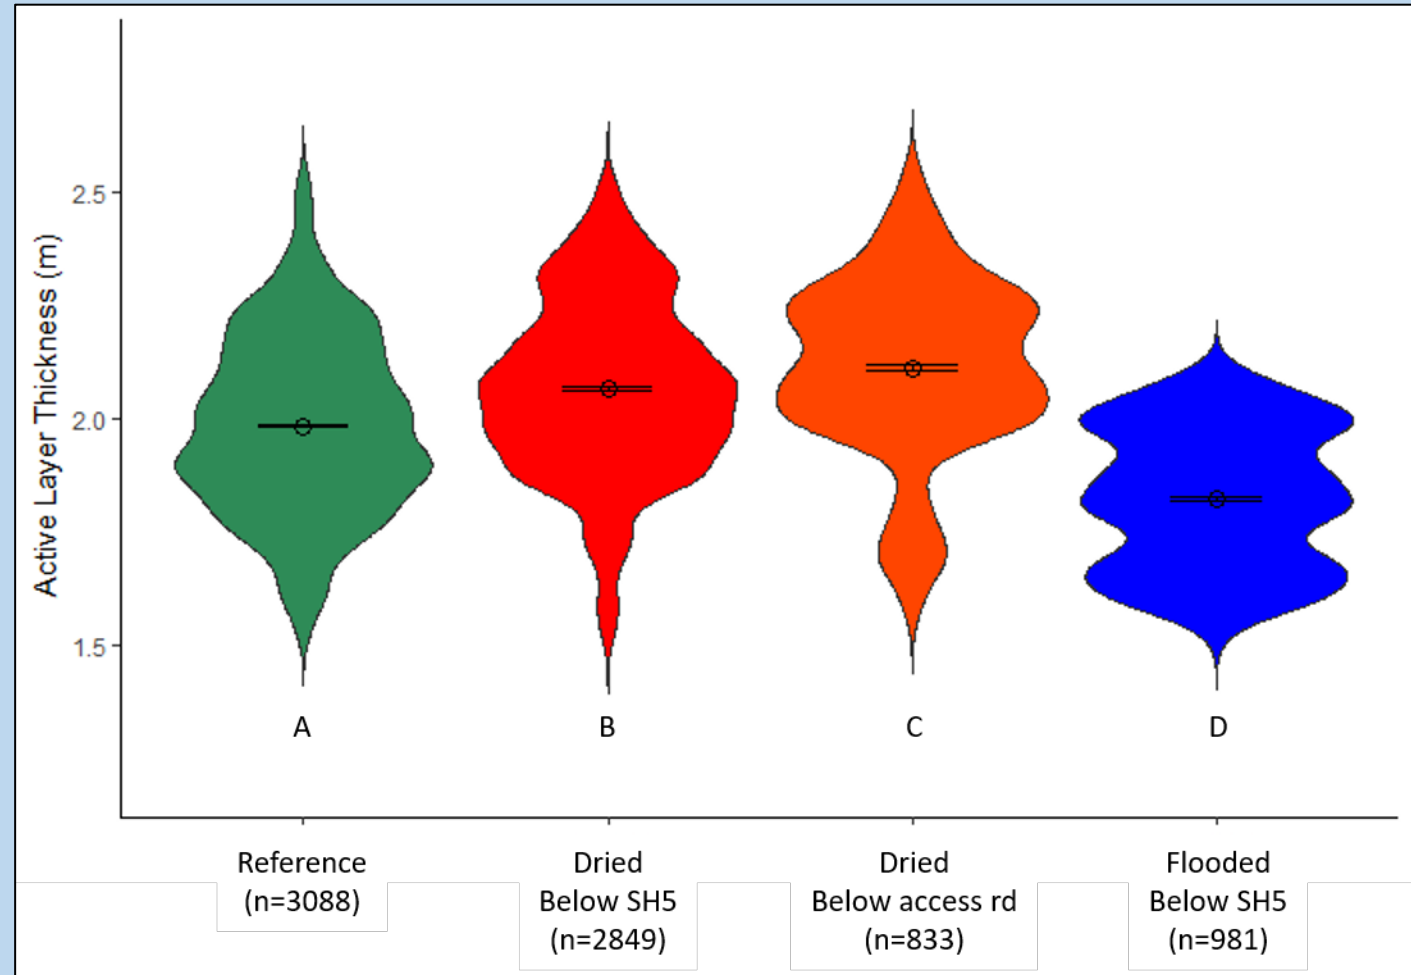 Active Layer Thickness (m)
2.5
2.0
1.5
A
B
C
D
Reference
(n=3088)
Dried
Below SH5
(n=2849)
Dried
Below access rd
(n=833)
Flooded
Below SH5
(n=981)